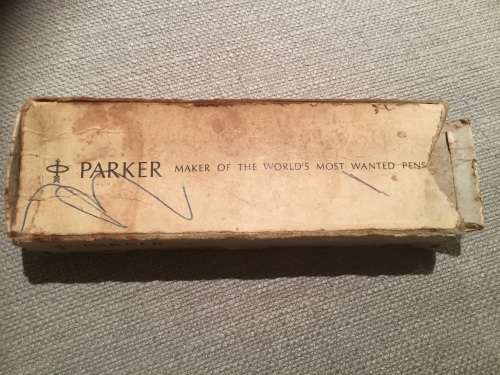 PARKER MAKER OF THE WORLD'S MOST WANTED PENS